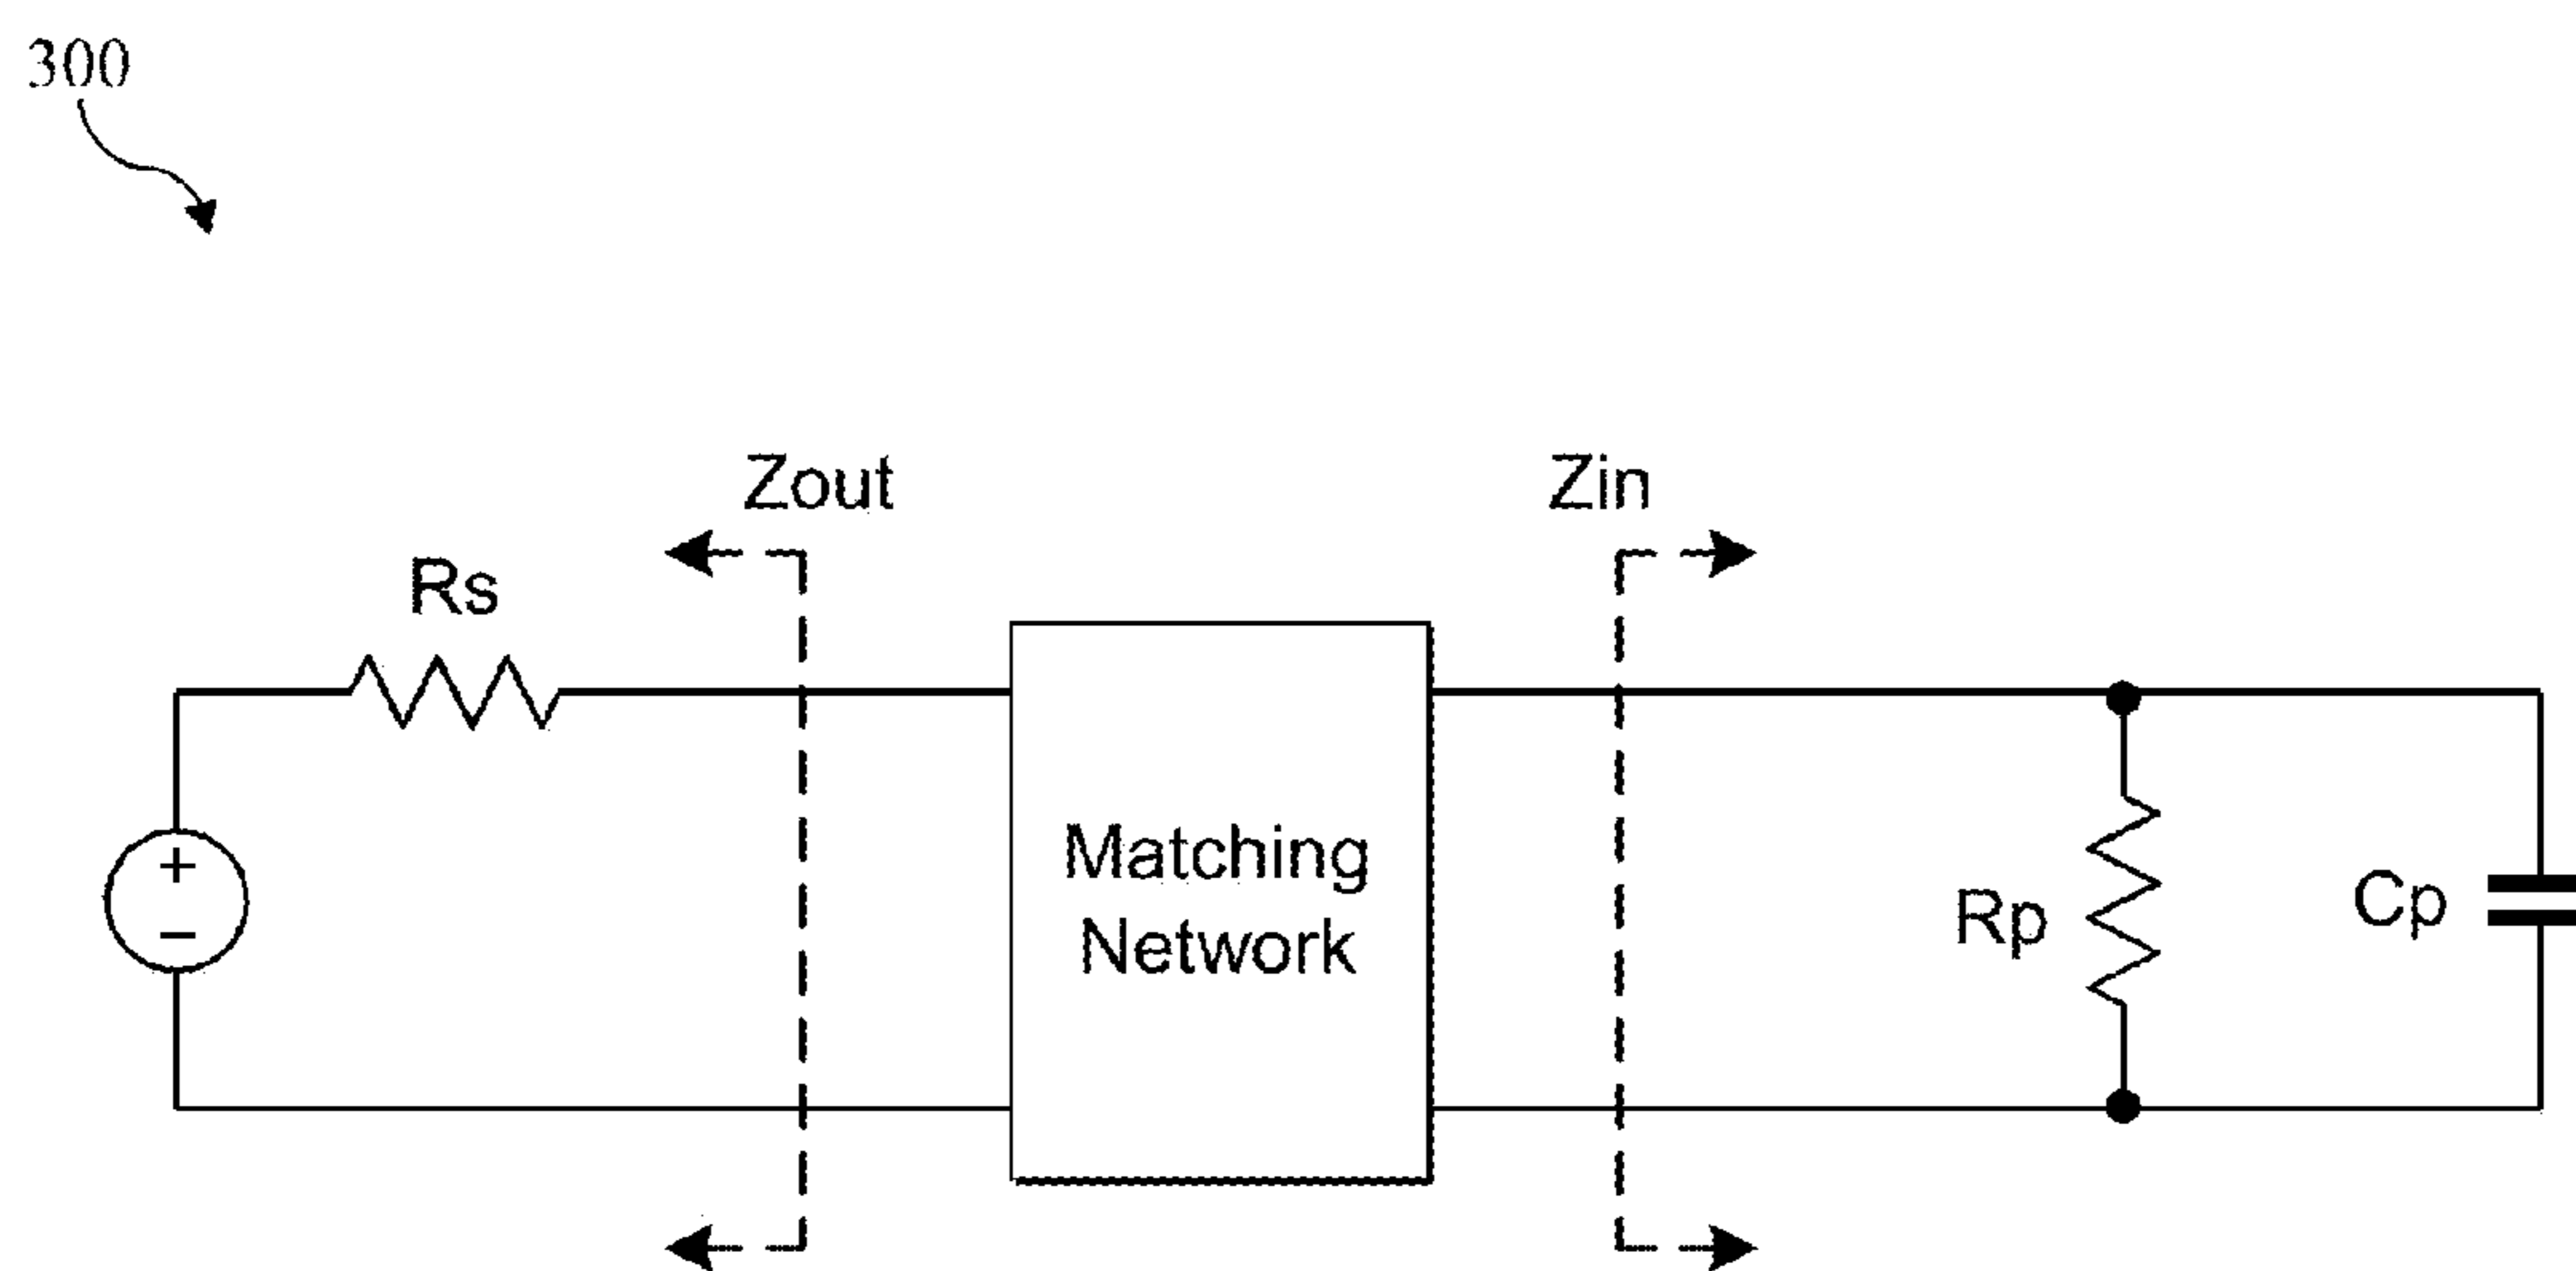 300
Zout
Zin
Rs
Matching
Network
Rp
Cp
+
−